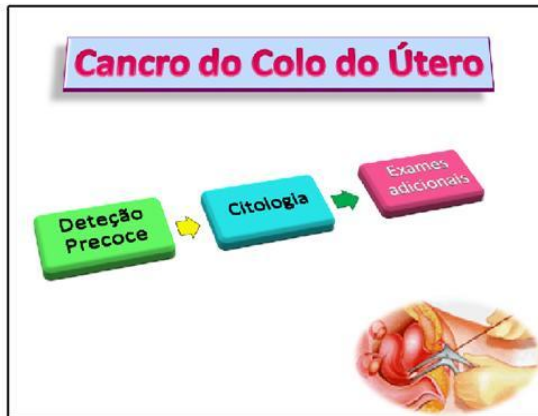 Cancro do Colo do Útero
Deteção
Precoce
Citologia
Exames
adicionais